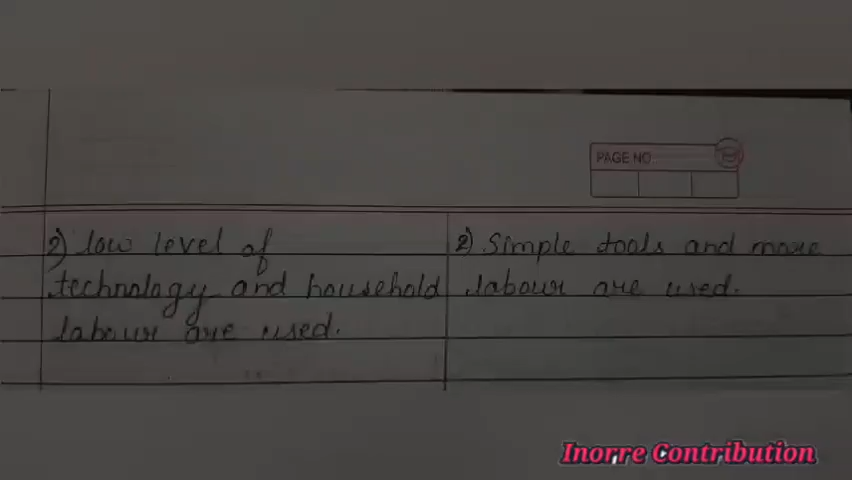 PAGE NO.
2) low level of
technology and household
labour are used.
2) Simple tools and more
labour are used.
Inorre Contribution